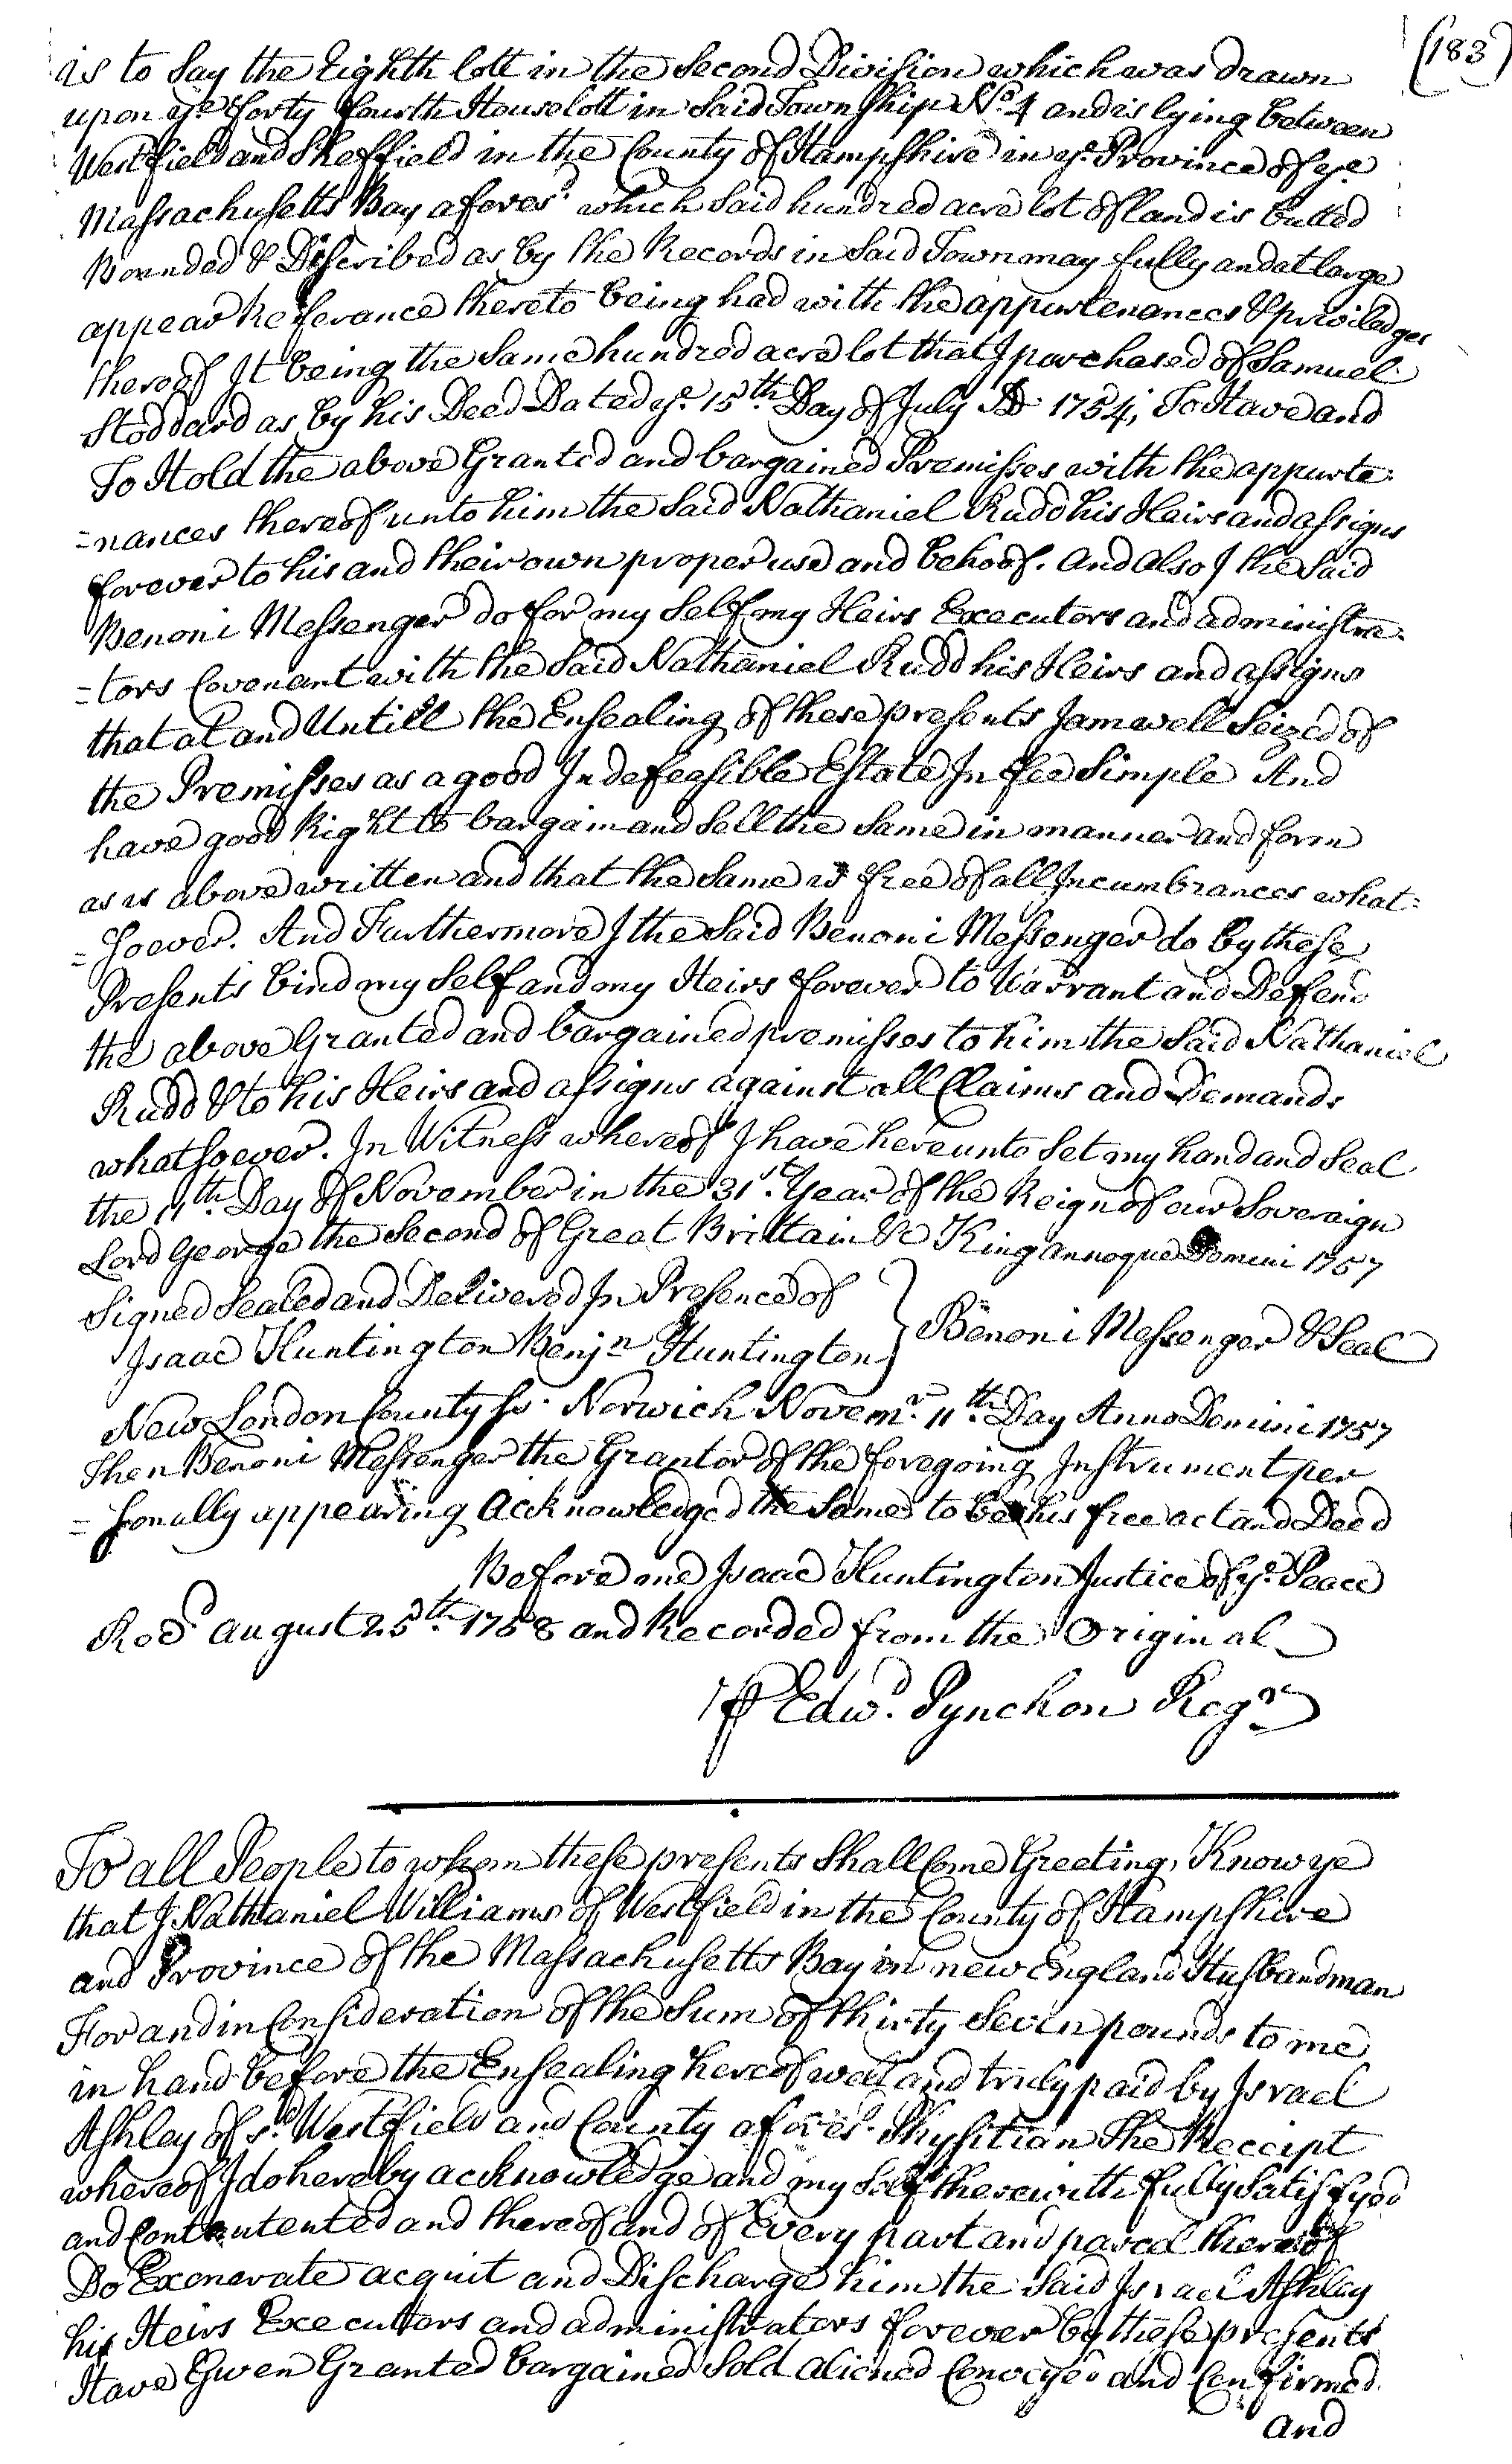 (183)
is to Say the Eighth lott in the Second Division which was drawn
upon ye. forty fourth House lott in Said Township No. 4 and is lying between
Westfield and Sheffield in the County of Hampshire in ye. Province of ye.
Massachusetts Bay afores.d which Said hundred acre lot of land is butted
Bounded & Discribed as by the Records in Said Town may fully and at large
appear Referance thereto being had with the appurtenances & priviledges
thereof It being the Same hundred acre lot that I purchased of Samuel
Stoddard as by his Deed Dated ye. 15th. Day of July AD 1754; To Have and
To Hold the above Granted and bargained Premisses with the appurte-
=nances thereof unto him the Said Nathaniel Rudd his Heirs and assigns
forever to his and their own proper use and behoof. And also I the Said
Benoni Messenger do for my Self my Heirs Executors and administra-
=tors Covenant with the Said Nathaniel Rudd his Heirs and assigns
that at and Untill the Ensealing of these presents I am well Seized of
the Premisses as a good Indefeasible Estate In fee Simple And
have good Right to bargain and Sell the Same in manner and form
as is above written and that the Same is free of all Incumbrances what=
=Soever. And Furthermore I the Said Benoni Messenger do by these
Presents bind my Self and my Heirs forever to Warrant and Defend
the above Granted and bargained premisses to him the Said Nathaniel
Rudd & to his Heirs and assigns against all Claims and Demands
whatsoever. In Witness whereof I have hereunto Set my hand and Seal
the 11th. Day of November in the 31st. Year of the Reign of our Soveraign
Lord George the Second of Great Brittain &c King annoque Domini 1757
Signed Sealed and Delivered In Presence of
Isaac Huntington Benjn Huntington } Benoni Messenger & Seal
New London County ss. Norwich Novemr. 11th. Day Anno Domini 1757
Then Benoni Messenger the Grantor of the foregoing Instrument per
=sonally appearing Acknowledged the Same to be his free act and Deed
Before me Isaac Huntington Justice of ye. Peace
Recd. august 25th. 1758 and Recorded from the Original
⅌ Edwd. Pynchon Regr.
To all People to whom these presents Shall Come Greeting, Know ye
that I Nathaniel Williams of Westfield in the County of Hampshire
and Province of the Massachusetts Bay in new England Husbandman
For and in Consideration of the Sum of thirty Seven pounds to me
in hand before the Ensealing hereof well and truly paid by Israel
Ashley of sd. Westfield and County afores. Physitian The Receipt
whereof I do hereby acknowledge and my Self therewith fully Satisfyed
and Contentented and thereof and of Every part and parcel thereof
Do Exonerate acquit and Discharge him the Said Israel Ashley
his Heirs Executors and administrators forever by these presents
Have Given Granted bargained Sold aliened Conveyed and Confirmed
and